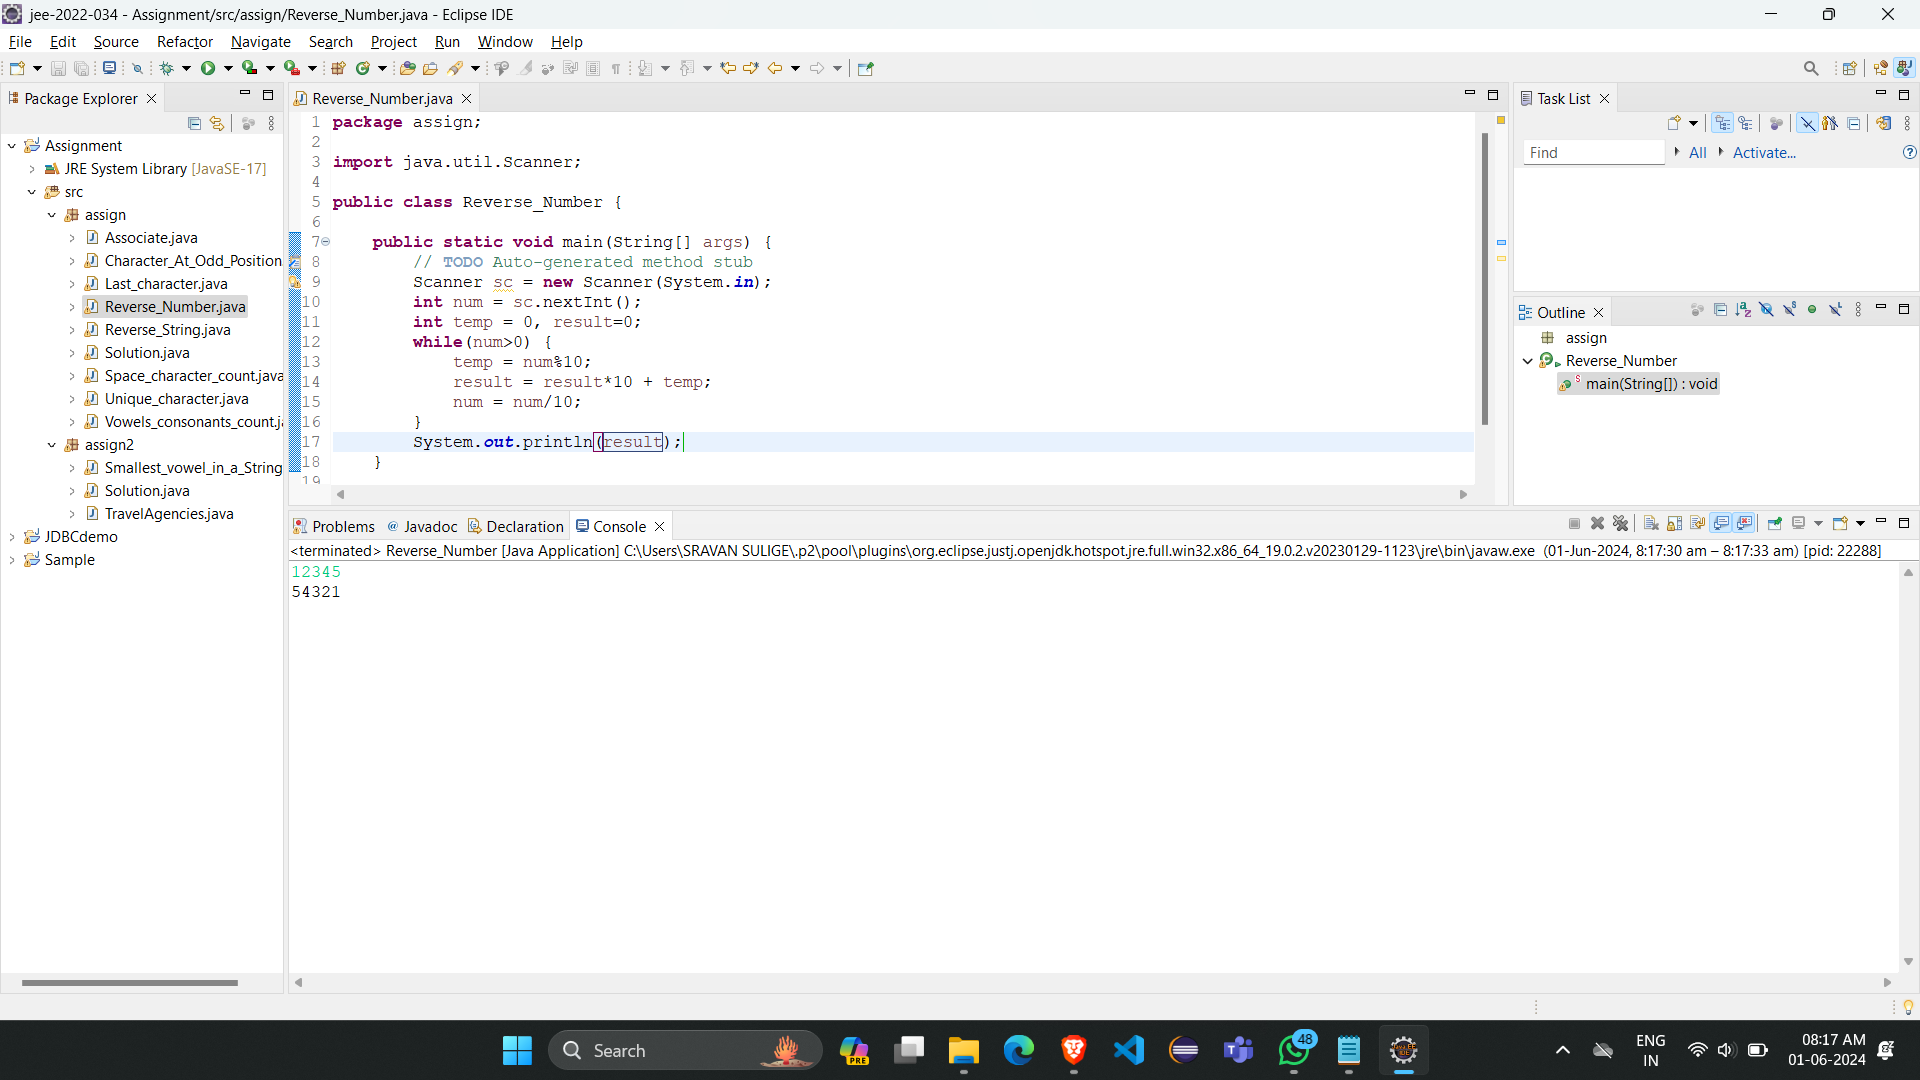 jee-2022-034 - Assignment/src/assign/Reverse_Number.java - Eclipse IDE
File Edit Source Refactor Navigate Search Project Run Window Help
Package Explorer
Assignment
JRE System Library [JavaSE-17]
src
assign
Associate.java
Character_At_Odd_Position
Last_character.java
Reverse_Number.java
Reverse_String.java
Solution.java
Space_character_count.java
Unique_character.java
Vowels_consonants_count.j
assign2
Smallest_vowel_in_a_String
Solution.java
TravelAgencies.java
JDBCdemo
Sample
Reverse_Number.java
1 package assign;
2
3 import java.util.Scanner;
4
5 public class Reverse_Number {
6
7 public static void main(String[] args) {
8 // TODO Auto-generated method stub
9 Scanner sc = new Scanner(System.in);
10 int num = sc.nextInt();
11 int temp = 0, result=0;
12 while(num>0) {
13 temp = num%10;
14 result = result*10 + temp;
15 num = num/10;
16 }
17 System.out.println(result);
18 }
19
Task List
Find All Activate...
Outline
assign
Reverse_Number
main(String[]) : void
Problems @ Javadoc Declaration Console
<terminated> Reverse_Number [Java Application] C:\Users\SRAVAN SULIGE\.p2\pool\plugins\org.eclipse.justj.openjdk.hotspot.jre.full.win32.x86_64_19.0.2.v20230129-1123\jre\bin\javaw.exe (01-Jun-2024, 8:17:30 am – 8:17:33 am) [pid: 22288]
12345
54321
Search
PRE
48
ENG
IN
08:17 AM
01-06-2024